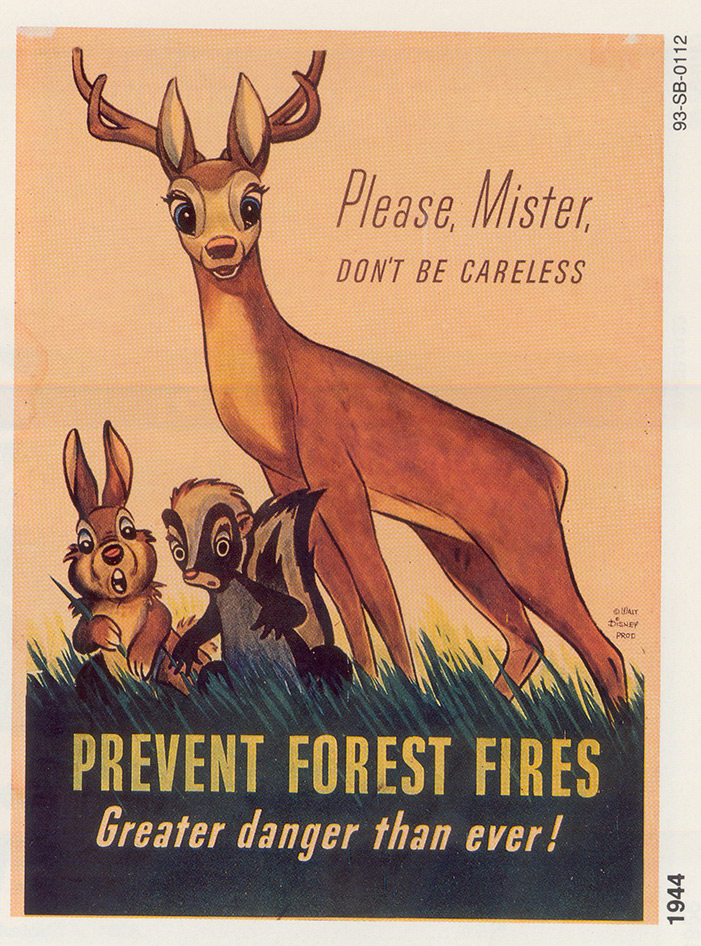 93-SB-0112
Please, Mister,
DON'T BE CARELESS
© WALT
DISNEY
PROD
PREVENT FOREST FIRES
Greater danger than ever!
1944